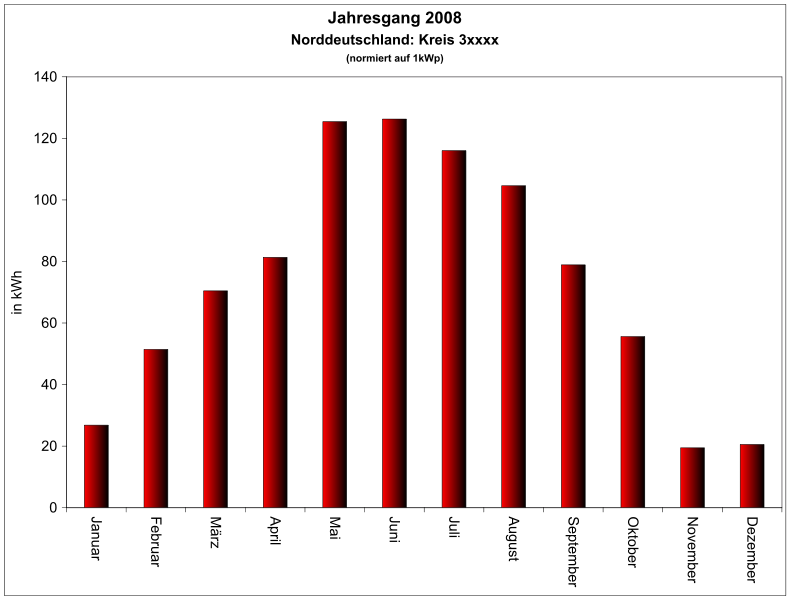 Jahresgang 2008
Norddeutschland: Kreis 3xxxx
(normiert auf 1kWp)
140
120
100
80
60
40
20
0
in kWh
Januar
Februar
März
April
Mai
Juni
Juli
August
September
Oktober
November
Dezember